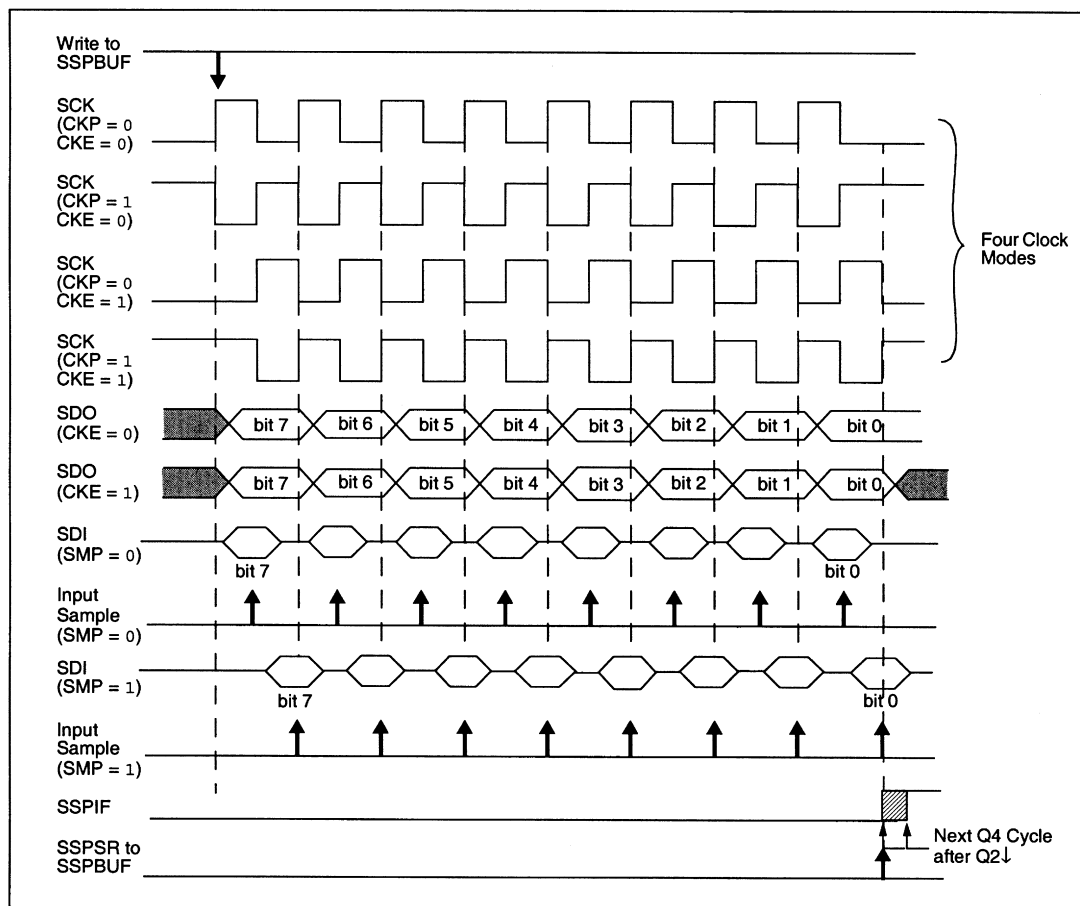 Write to
SSPBUF
SCK
(CKP = 0
CKE = 0)
SCK
(CKP = 1
CKE = 0)
SCK
(CKP = 0
CKE = 1)
SCK
(CKP = 1
CKE = 1)
Four Clock
Modes
SDO
(CKE = 0)
bit 7 bit 6 bit 5 bit 4 bit 3 bit 2 bit 1 bit 0
SDO
(CKE = 1)
bit 7 bit 6 bit 5 bit 4 bit 3 bit 2 bit 1 bit 0
SDI
(SMP = 0)
bit 7 bit 0
Input
Sample
(SMP = 0)
SDI
(SMP = 1)
bit 7 bit 0
Input
Sample
(SMP = 1)
SSPIF
SSPSR to
SSPBUF
Next Q4 Cycle
after Q2↓